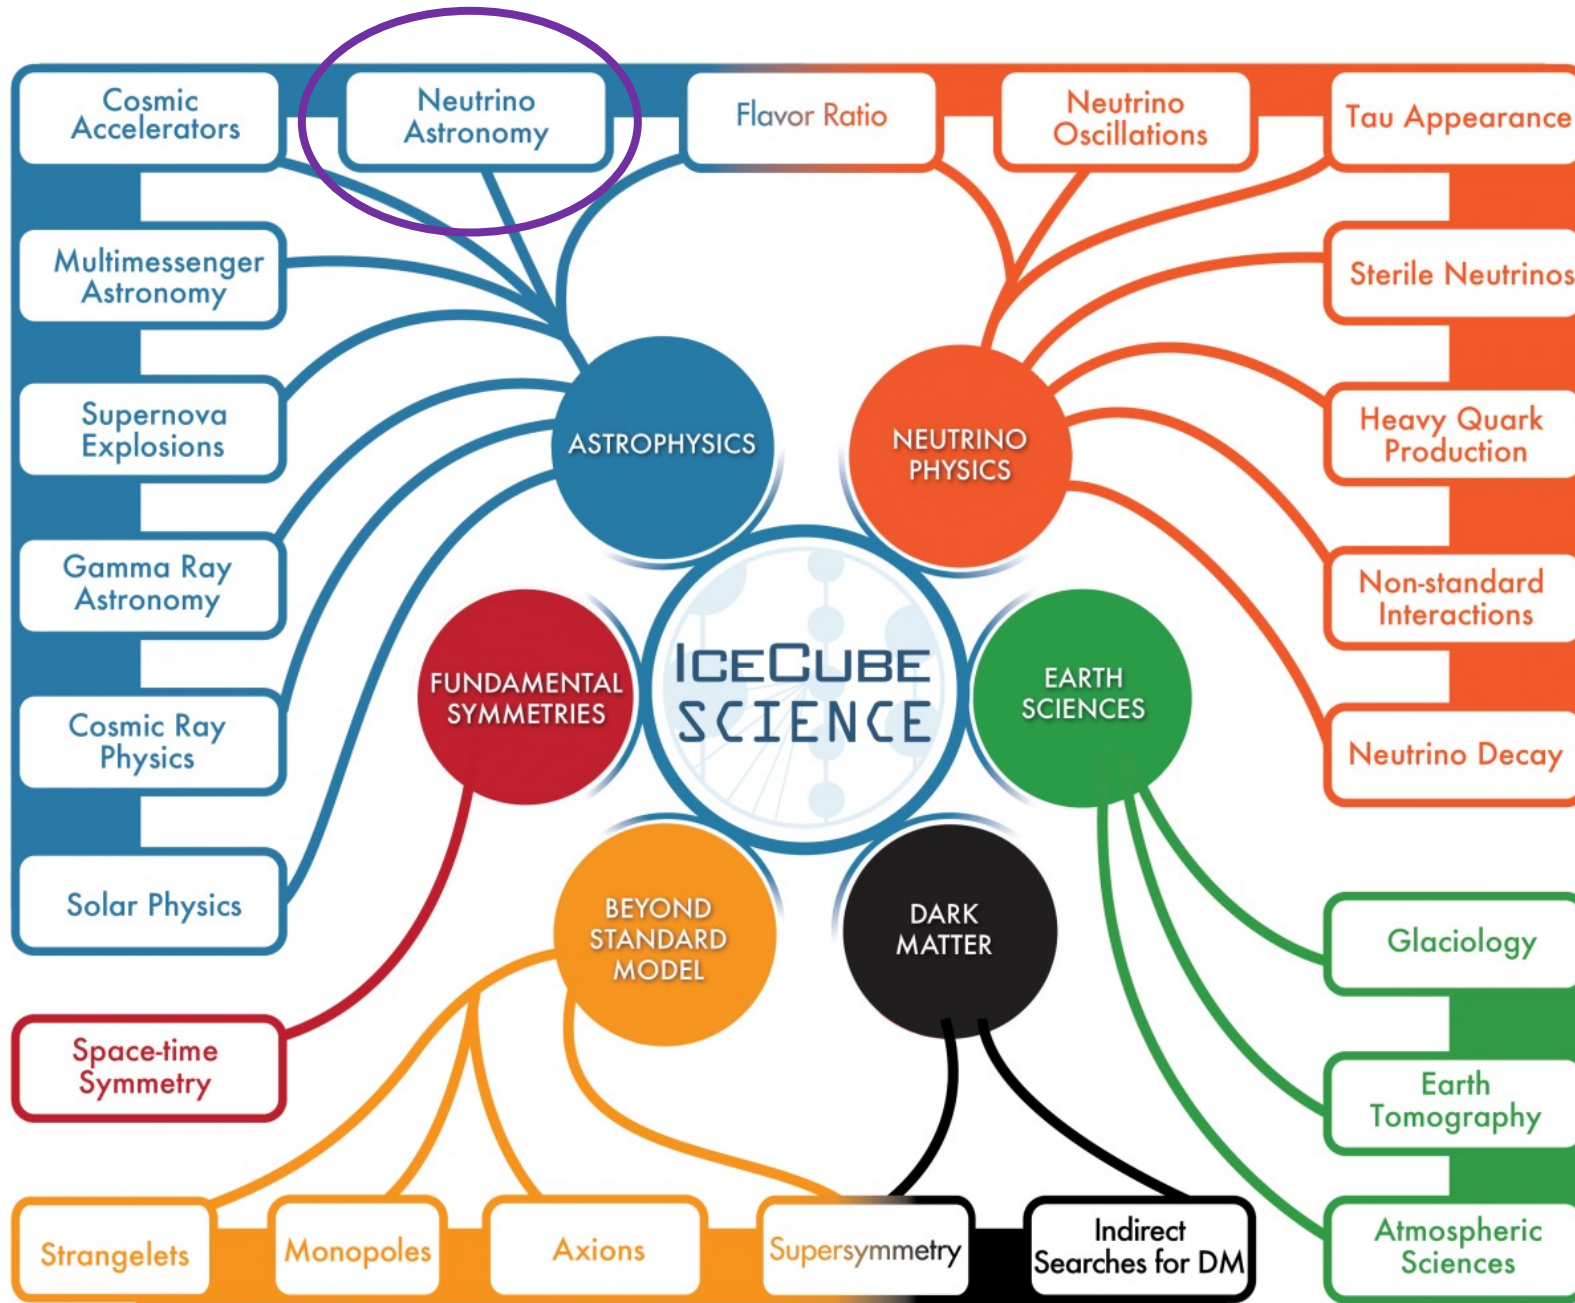 Cosmic
Accelerators
Neutrino
Astronomy
Flavor Ratio
Neutrino
Oscillations
Tau Appearance
Multimessenger
Astronomy
Sterile Neutrinos
Supernova
Explosions
ASTROPHYSICS
NEUTRINO
PHYSICS
Heavy Quark
Production
Gamma Ray
Astronomy
Non-standard
Interactions
FUNDAMENTAL
SYMMETRIES
ICECUBE
SCIENCE
EARTH
SCIENCES
Cosmic Ray
Physics
Neutrino Decay
Solar Physics
BEYOND
STANDARD
MODEL
DARK
MATTER
Glaciology
Space-time
Symmetry
Earth
Tomography
Strangelets
Monopoles
Axions
Supersymmetry
Indirect
Searches for DM
Atmospheric
Sciences